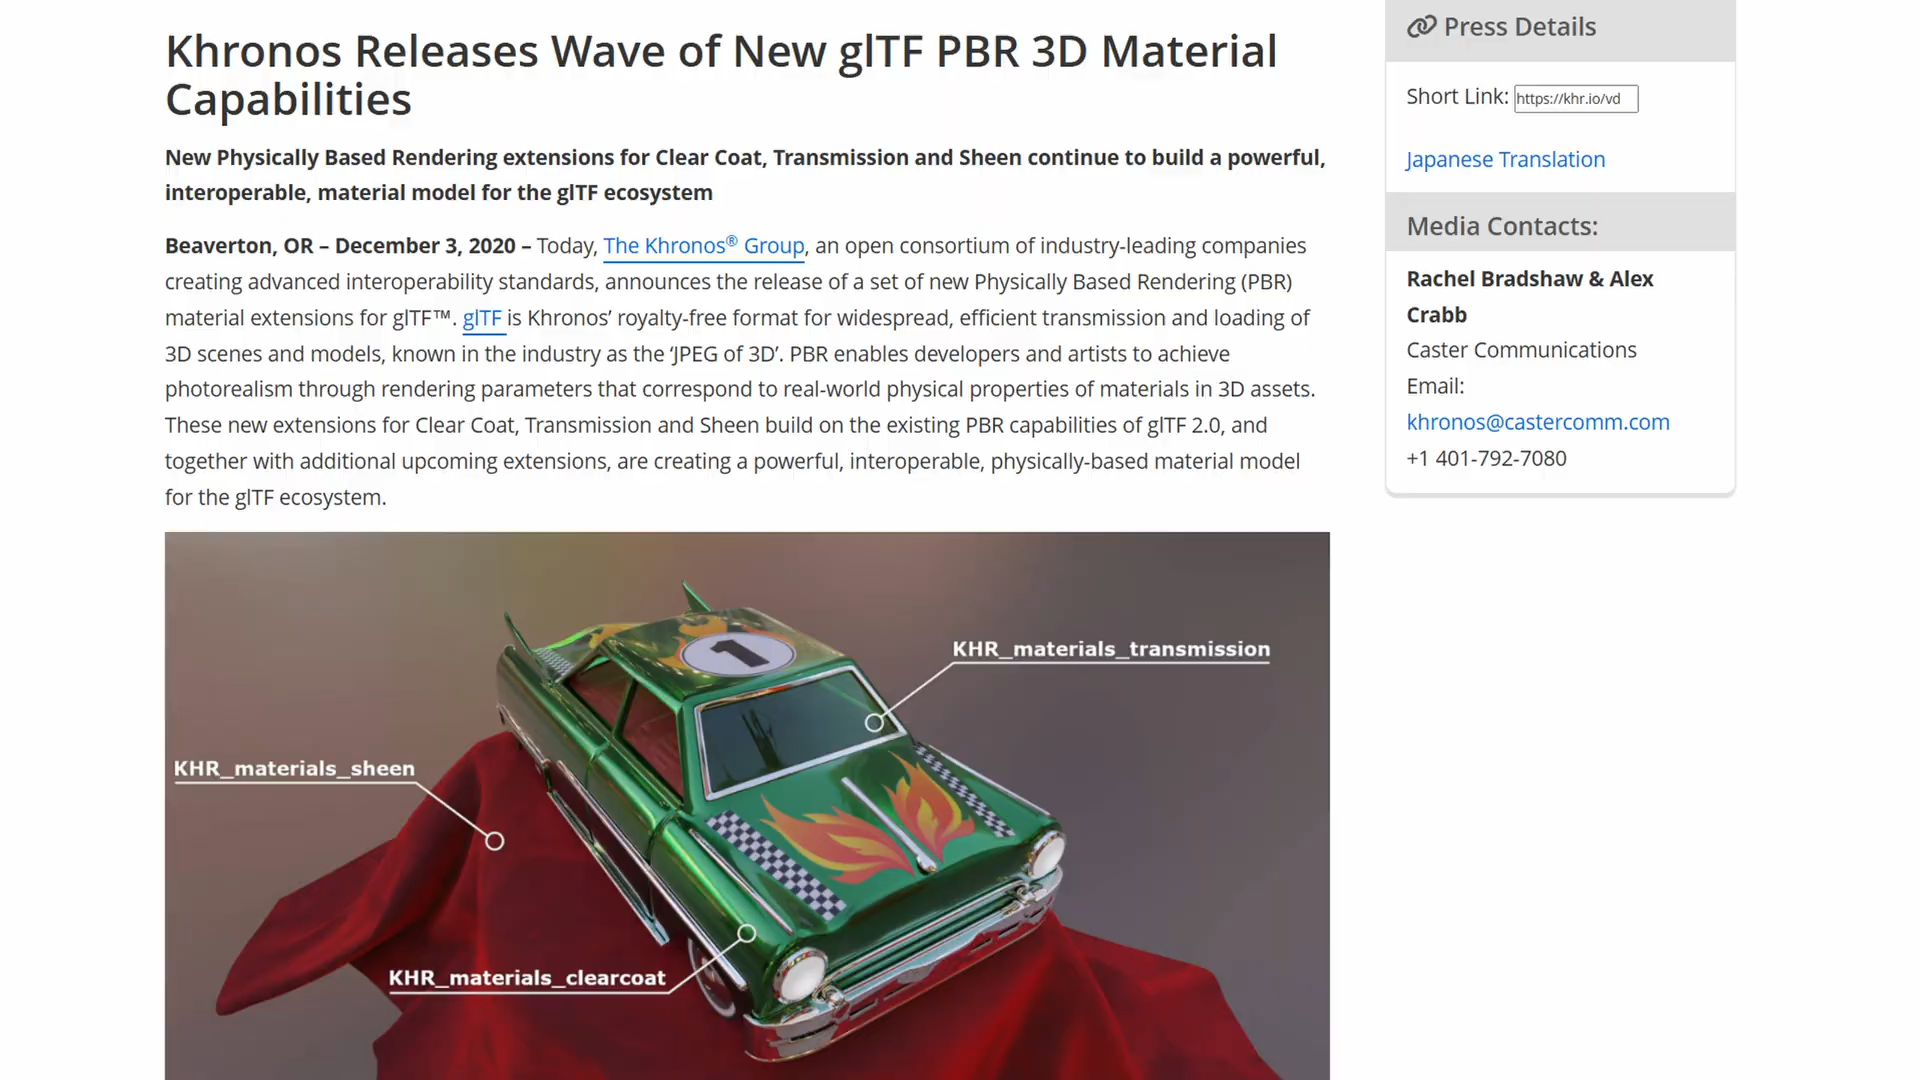 Khronos Releases Wave of New glTF PBR 3D Material
Capabilities
New Physically Based Rendering extensions for Clear Coat, Transmission and Sheen continue to build a powerful,
interoperable, material model for the glTF ecosystem
Beaverton, OR – December 3, 2020 – Today, The Khronos® Group, an open consortium of industry-leading companies
creating advanced interoperability standards, announces the release of a set of new Physically Based Rendering (PBR)
material extensions for glTF™. glTF is Khronos’ royalty-free format for widespread, efficient transmission and loading of
3D scenes and models, known in the industry as the ‘JPEG of 3D’. PBR enables developers and artists to achieve
photorealism through rendering parameters that correspond to real-world physical properties of materials in 3D assets.
These new extensions for Clear Coat, Transmission and Sheen build on the existing PBR capabilities of glTF 2.0, and
together with additional upcoming extensions, are creating a powerful, interoperable, physically-based material model
for the glTF ecosystem.
1
KHR_materials_transmission
KHR_materials_sheen
KHR_materials_clearcoat
Press Details
Short Link: https://khr.io/vd
Japanese Translation
Media Contacts:
Rachel Bradshaw & Alex
Crabb
Caster Communications
Email:
khronos@castercomm.com
+1 401-792-7080